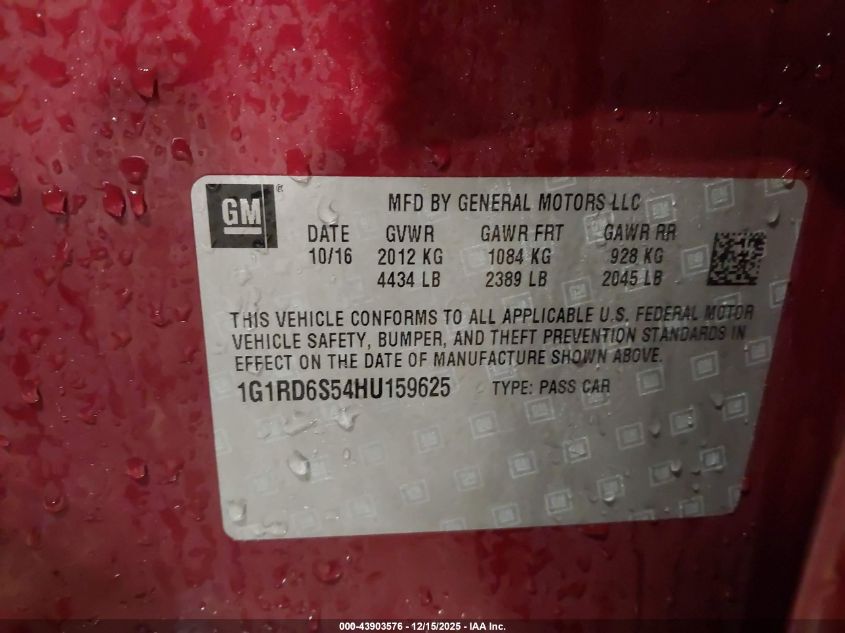 GM ®
MFD BY GENERAL MOTORS LLC
DATE GVWR GAWR FRT GAWR RR
10/16 2012 KG 1084 KG 928 KG
4434 LB 2389 LB 2045 LB
THIS VEHICLE CONFORMS TO ALL APPLICABLE U.S. FEDERAL MOTOR
VEHICLE SAFETY, BUMPER, AND THEFT PREVENTION STANDARDS IN
EFFECT ON THE DATE OF MANUFACTURE SHOWN ABOVE.
1G1RD6S54HU159625 TYPE: PASS CAR
000-43903576 - 12/15/2025 - IAA Inc.